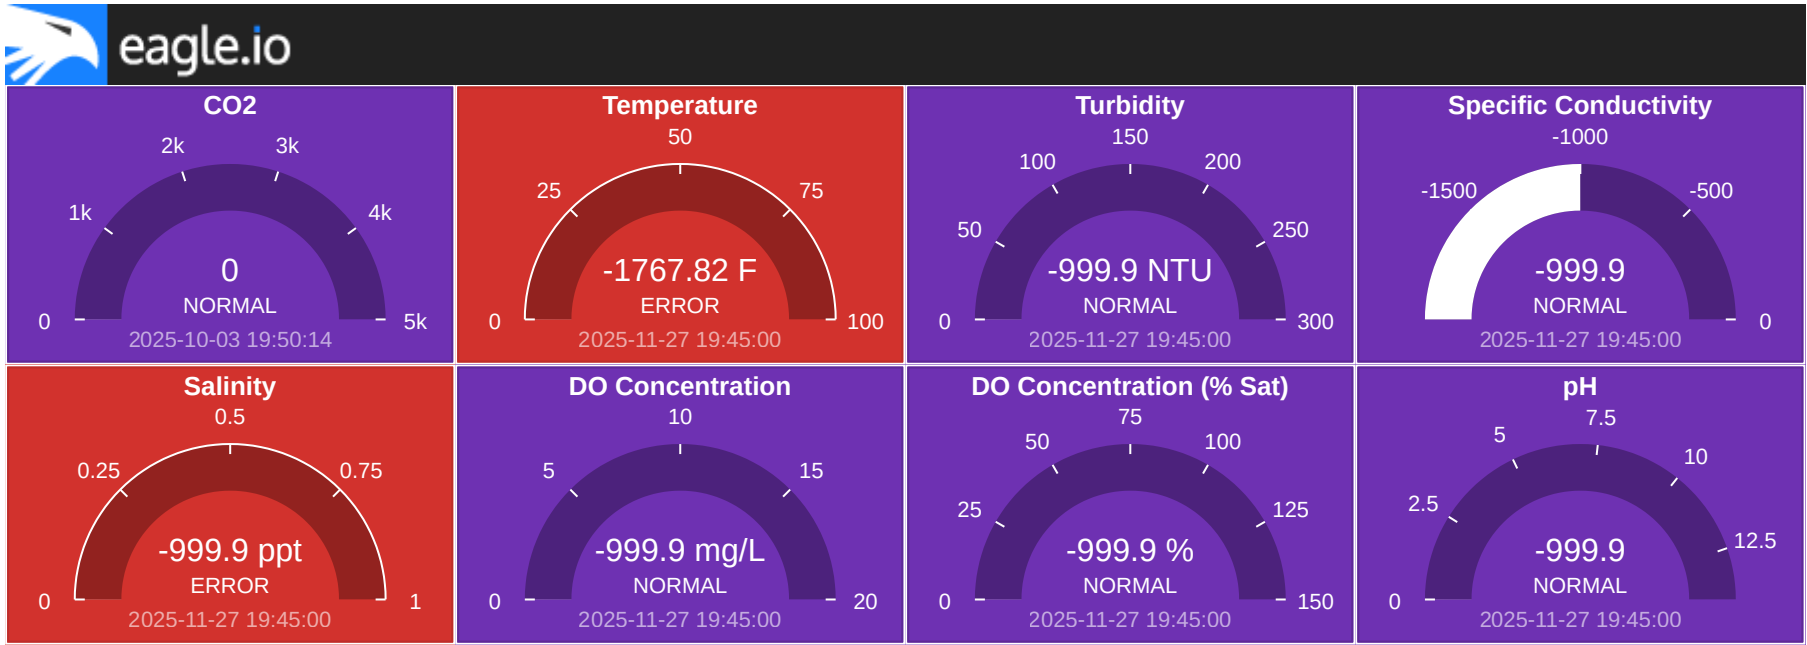 eagle.io
CO2
2k
3k
1k
4k
0
NORMAL
0
5k
2025-10-03 19:50:14
Temperature
50
25
75
-1767.82 F
ERROR
0
100
2025-11-27 19:45:00
Turbidity
150
100
200
50
250
-999.9 NTU
NORMAL
0
300
2025-11-27 19:45:00
Specific Conductivity
-1000
-1500
-500
-999.9
NORMAL
0
2025-11-27 19:45:00
Salinity
0.5
0.25
0.75
-999.9 ppt
ERROR
0
1
2025-11-27 19:45:00
DO Concentration
10
5
15
-999.9 mg/L
NORMAL
0
20
2025-11-27 19:45:00
DO Concentration (% Sat)
75
50
100
25
125
-999.9 %
NORMAL
0
150
2025-11-27 19:45:00
pH
7.5
5
10
2.5
12.5
-999.9
NORMAL
0
2025-11-27 19:45:00